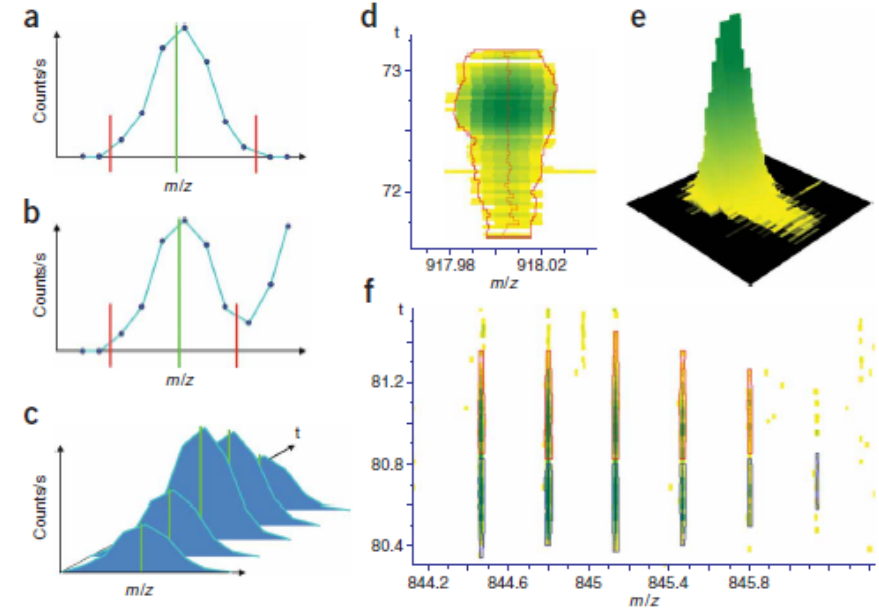 a
Counts/s
m/z
b
Counts/s
m/z
c
Counts/s
t
m/z
d
t
73
72
917.98
918.02
m/z
e
f
t
81.2
80.8
80.4
844.2
844.6
845
845.4
845.8
m/z